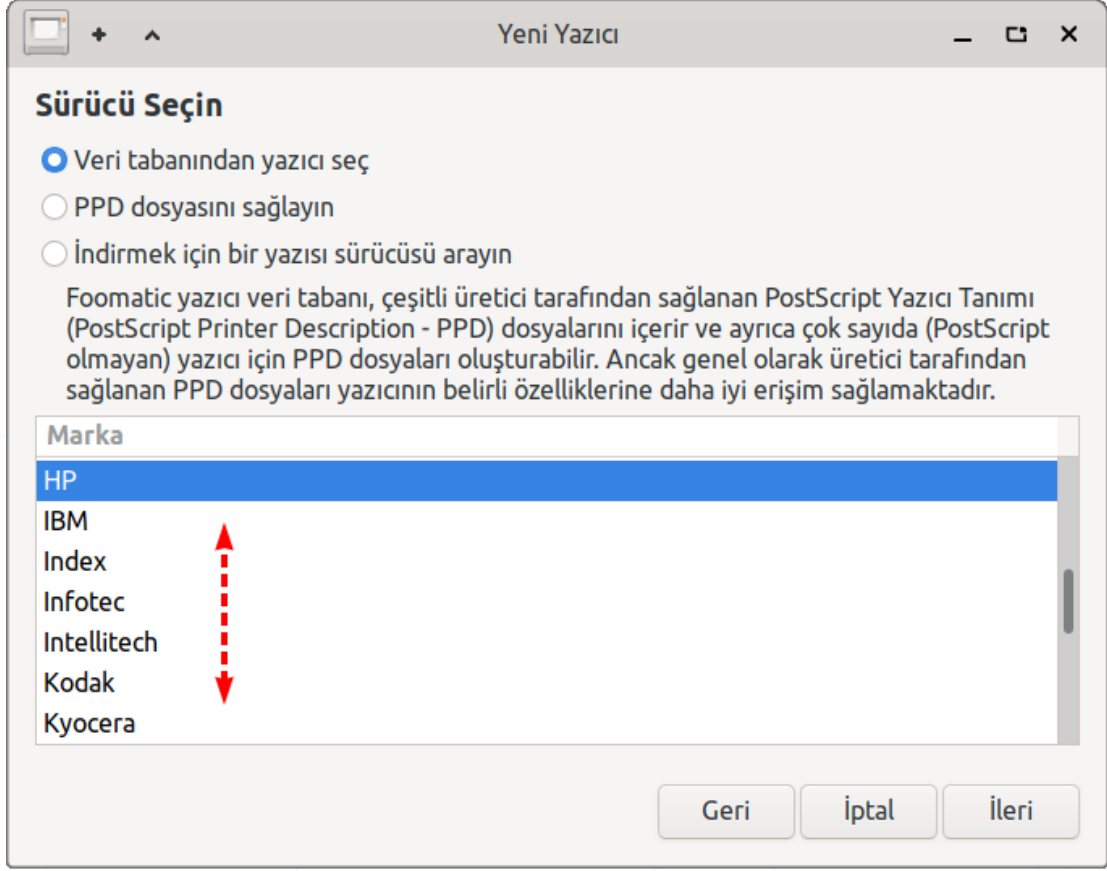 Yeni Yazıcı
Sürücü Seçin
Veri tabanından yazıcı seç
PPD dosyasını sağlayın
İndirmek için bir yazısı sürücüsü arayın
Foomatic yazıcı veri tabanı, çeşitli üretici tarafından sağlanan PostScript Yazıcı Tanımı
(PostScript Printer Description - PPD) dosyalarını içerir ve ayrıca çok sayıda (PostScript
olmayan) yazıcı için PPD dosyaları oluşturabilir. Ancak genel olarak üretici tarafından
sağlanan PPD dosyaları yazıcının belirli özelliklerine daha iyi erişim sağlamaktadır.
Marka
HP
IBM
Index
Infotec
Intellitech
Kodak
Kyocera
Geri İptal İleri